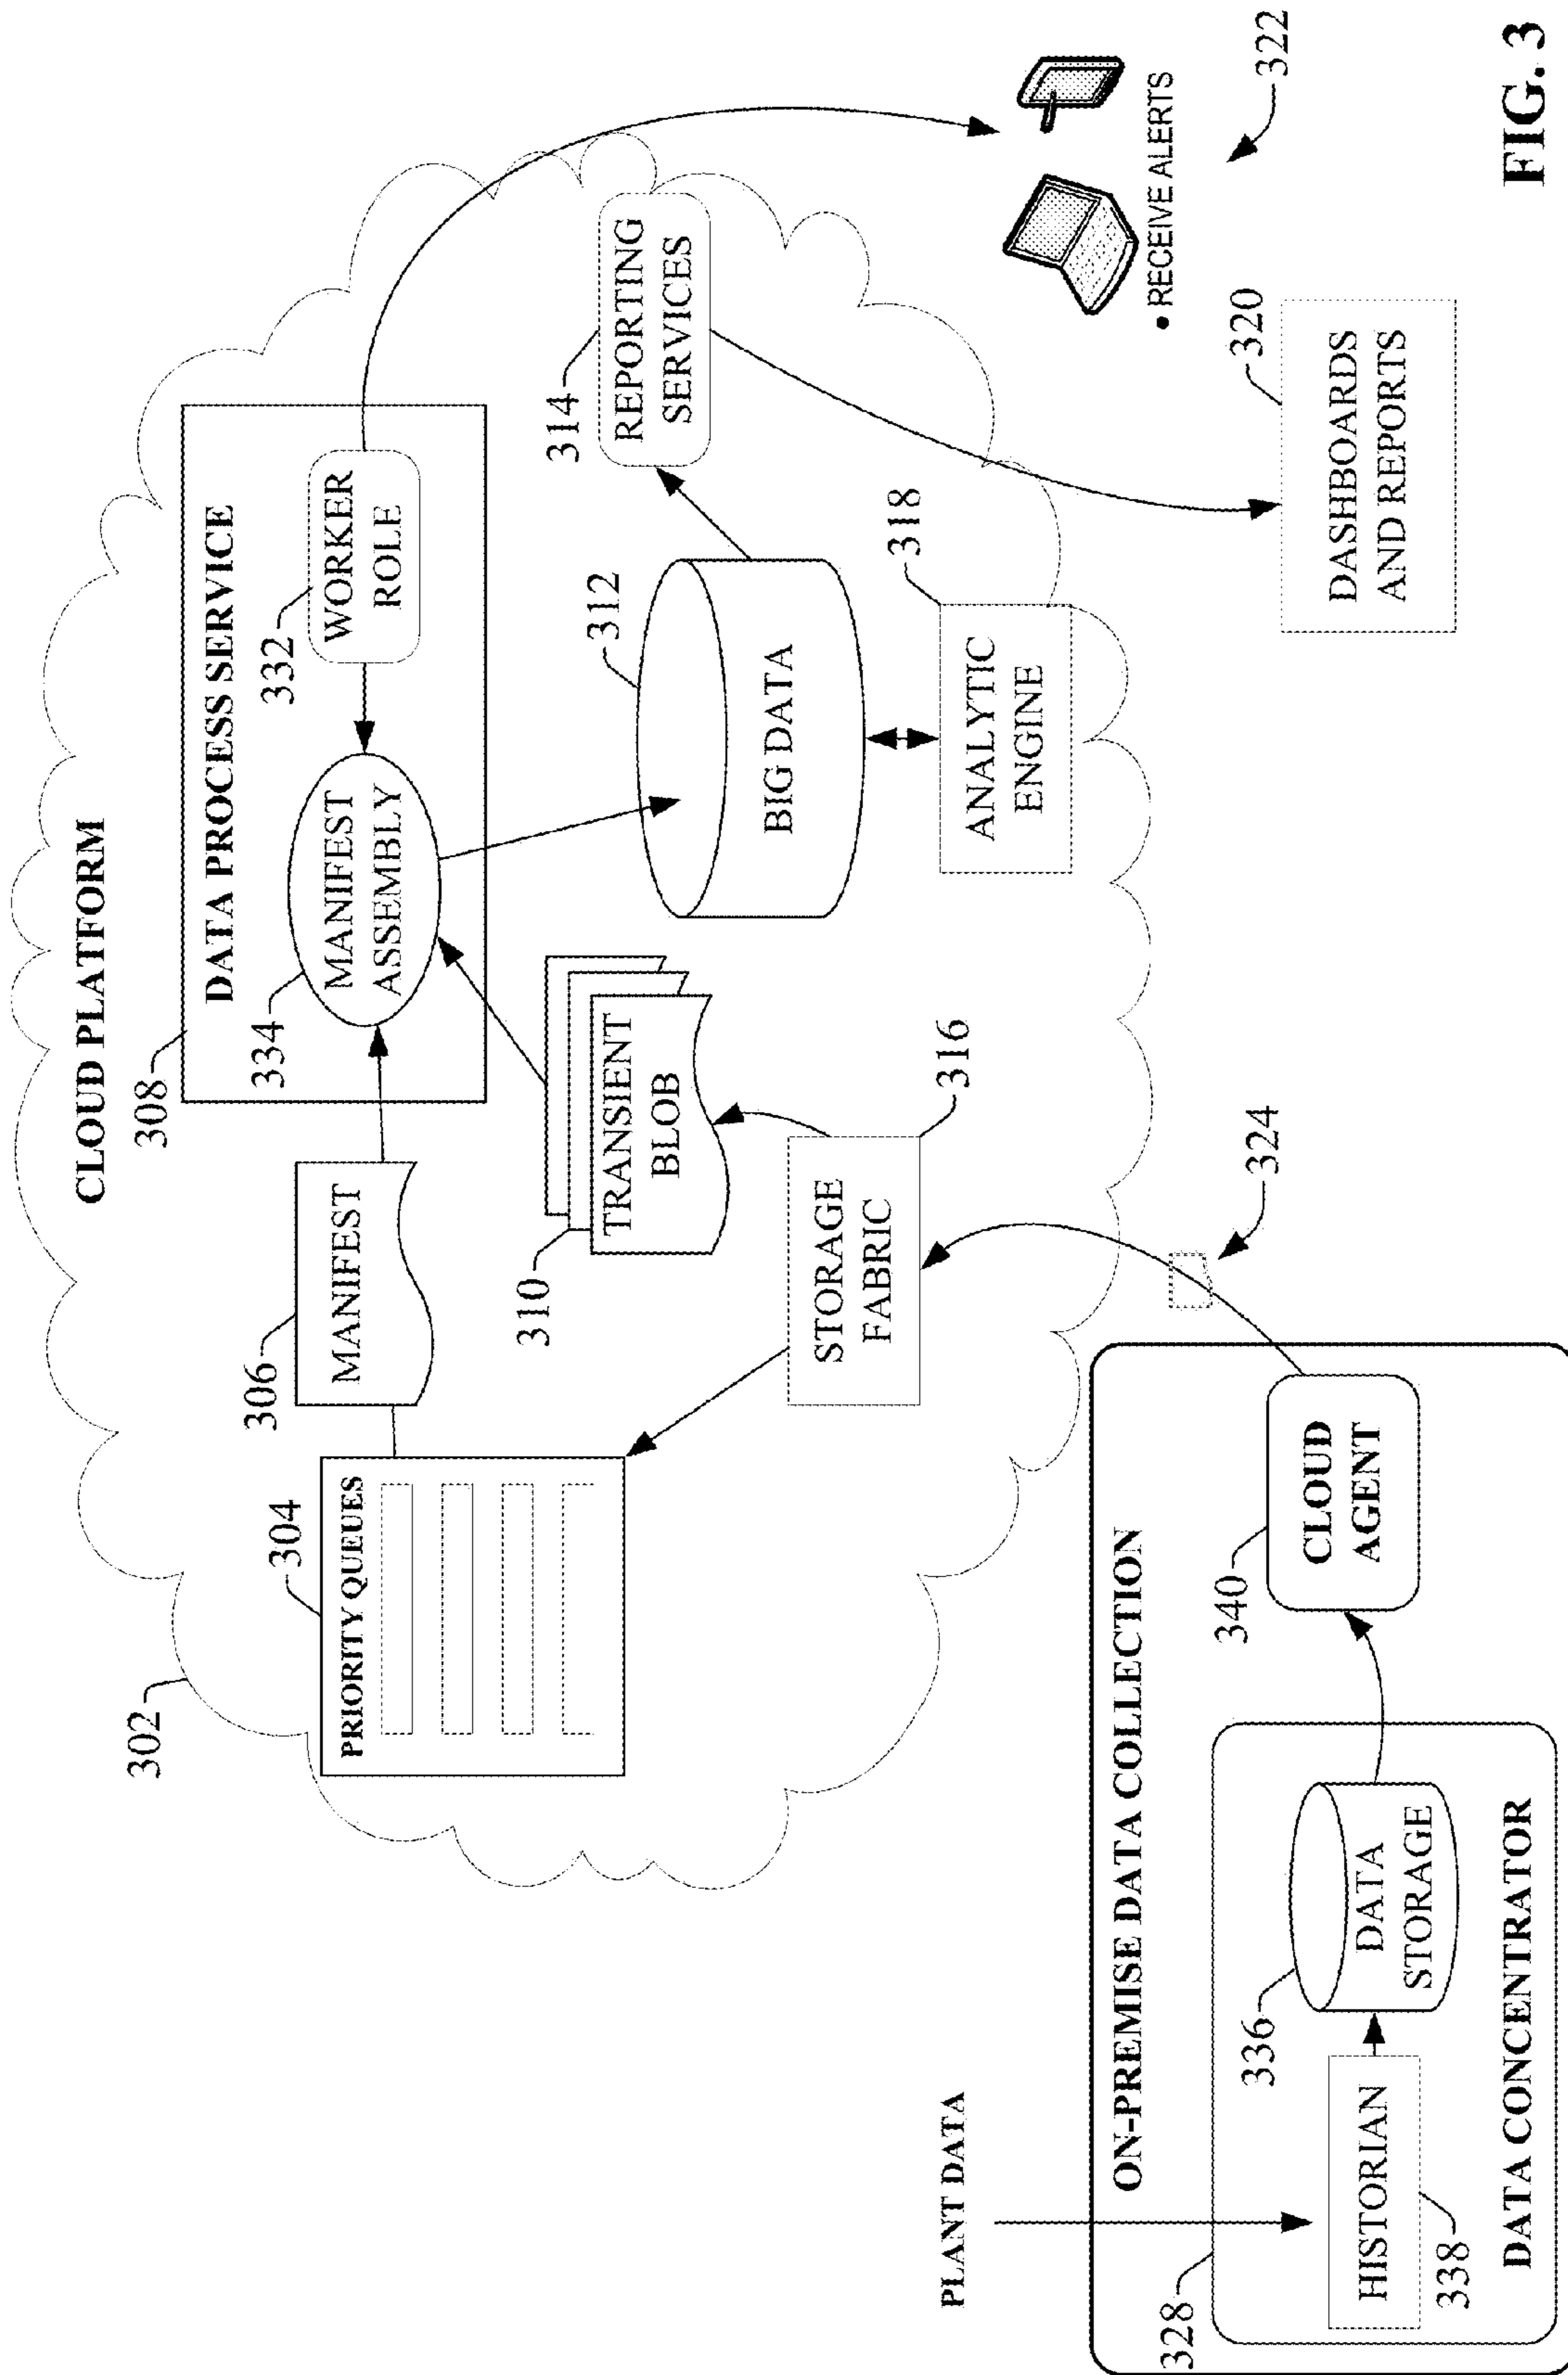 CLOUD PLATFORM
302
304
PRIORITY QUEUES
306
MANIFEST
308
DATA PROCESS SERVICE
334
MANIFEST
ASSEMBLY
332
WORKER
ROLE
310
TRANSIENT
BLOB
312
BIG DATA
314
REPORTING
SERVICES
STORAGE
FABRIC
316
318
ANALYTIC
ENGINE
324
• RECEIVE ALERTS
322
320
DASHBOARDS
AND REPORTS
PLANT DATA
ON-PREMISE DATA COLLECTION
328
HISTORIAN
338
336
DATA
STORAGE
DATA CONCENTRATOR
340
CLOUD
AGENT
FIG. 3